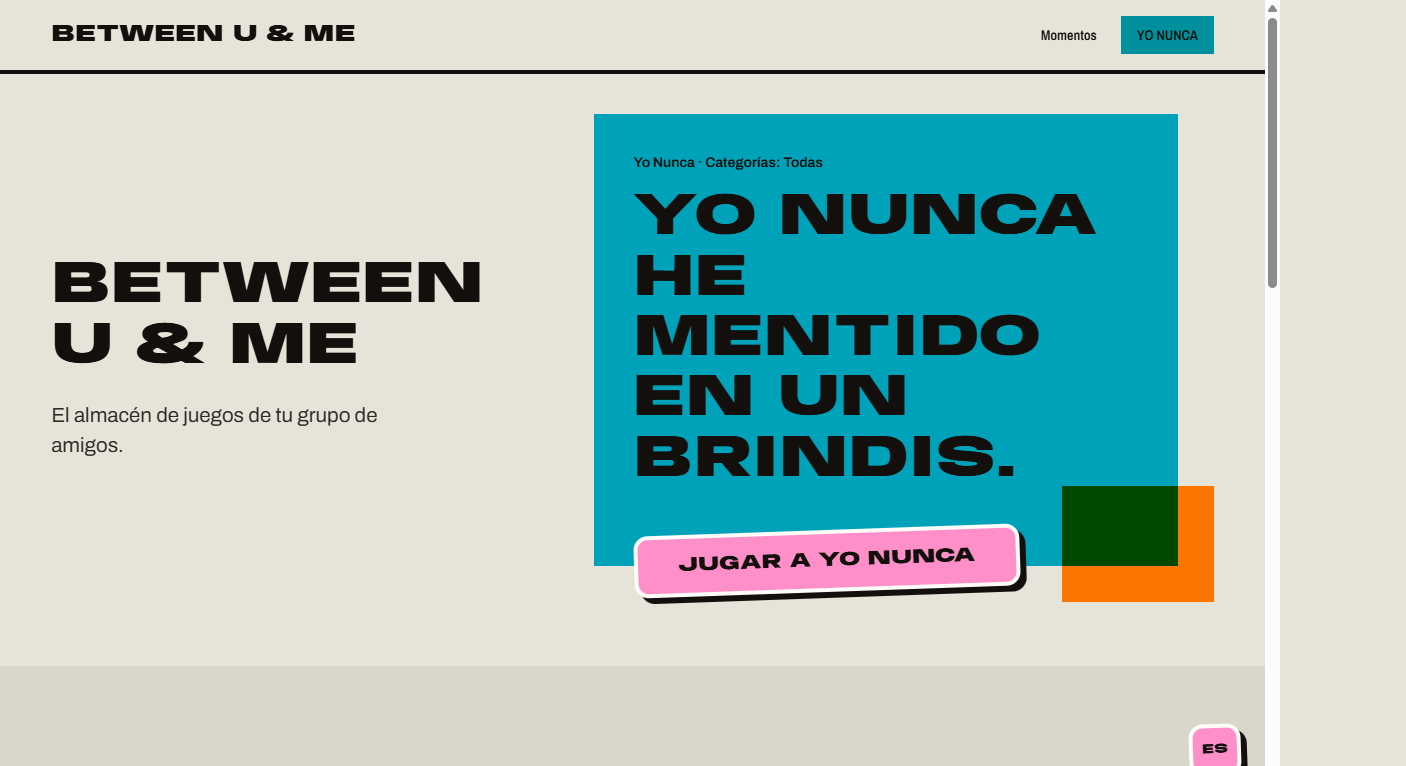 BETWEEN U & ME
Momentos
YO NUNCA
BETWEEN
U & ME
El almacén de juegos de tu grupo de
amigos.
Yo Nunca · Categorías: Todas
YO NUNCA
HE
MENTIDO
EN UN
BRINDIS.
JUGAR A YO NUNCA
ES